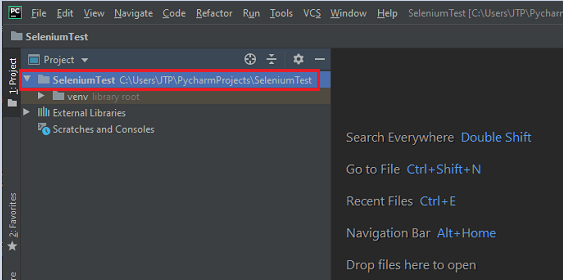 PC
File Edit View Navigate Code Refactor Run Tools VCS Window Help SeleniumTest [C:\Users\JTP\PycharmProjects\Sele
SeleniumTest
1: Project
Project
SeleniumTest C:\Users\JTP\PycharmProjects\SeleniumTest
venv library root
External Libraries
Scratches and Consoles
Search Everywhere Double Shift
Go to File Ctrl+Shift+N
Recent Files Ctrl+E
Navigation Bar Alt+Home
Drop files here to open
2: Favorites